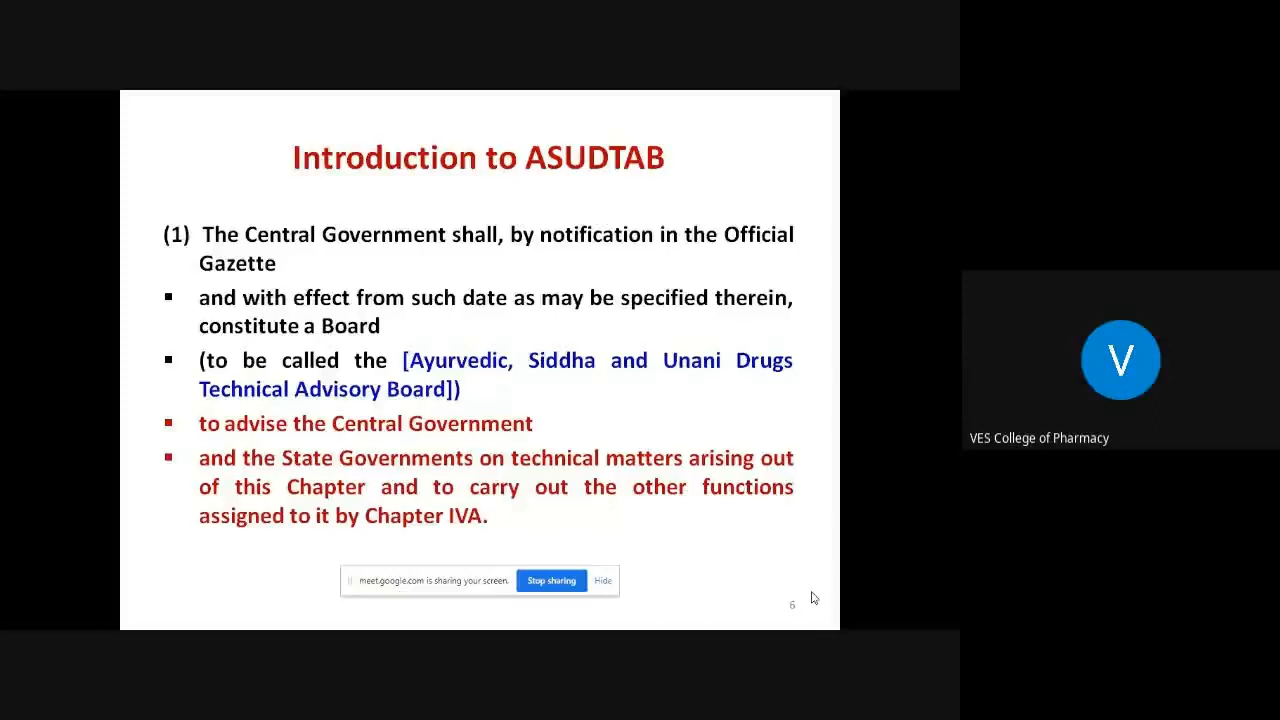 Introduction to ASUDTAB
(1) The Central Government shall, by notification in the Official
Gazette
▪ and with effect from such date as may be specified therein,
constitute a Board
▪ (to be called the [Ayurvedic, Siddha and Unani Drugs
Technical Advisory Board])
▪ to advise the Central Government
▪ and the State Governments on technical matters arising out
of this Chapter and to carry out the other functions
assigned to it by Chapter IVA.
meet.google.com is sharing your screen. Stop sharing Hide
6
V
VES College of Pharmacy